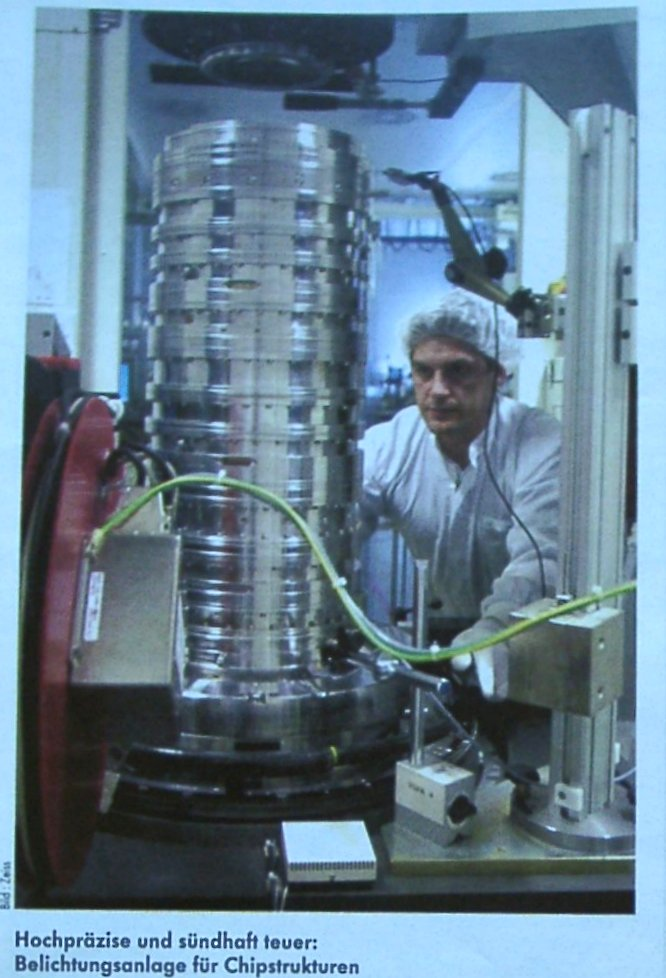 Bild: Zeiss
Hochpräzise und sündhaft teuer:
Belichtungsanlage für Chipstrukturen